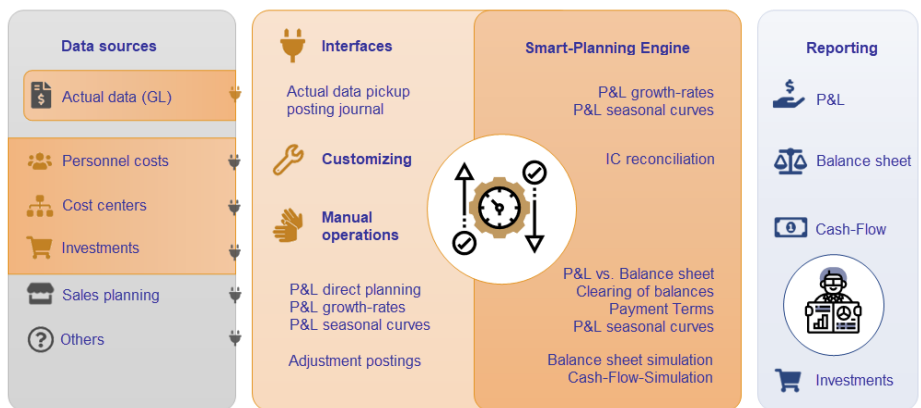 Data sources
Actual data (GL)
Personnel costs
Cost centers
Investments
Sales planning
Others
Interfaces
Actual data pickup
posting journal
Customizing
Manual
operations
P&L direct planning
P&L growth-rates
P&L seasonal curves
Adjustment postings
Smart-Planning Engine
P&L growth-rates
P&L seasonal curves
IC reconciliation
P&L vs. Balance sheet
Clearing of balances
Payment Terms
P&L seasonal curves
Balance sheet simulation
Cash-Flow-Simulation
Reporting
P&L
Balance sheet
Cash-Flow
Investments